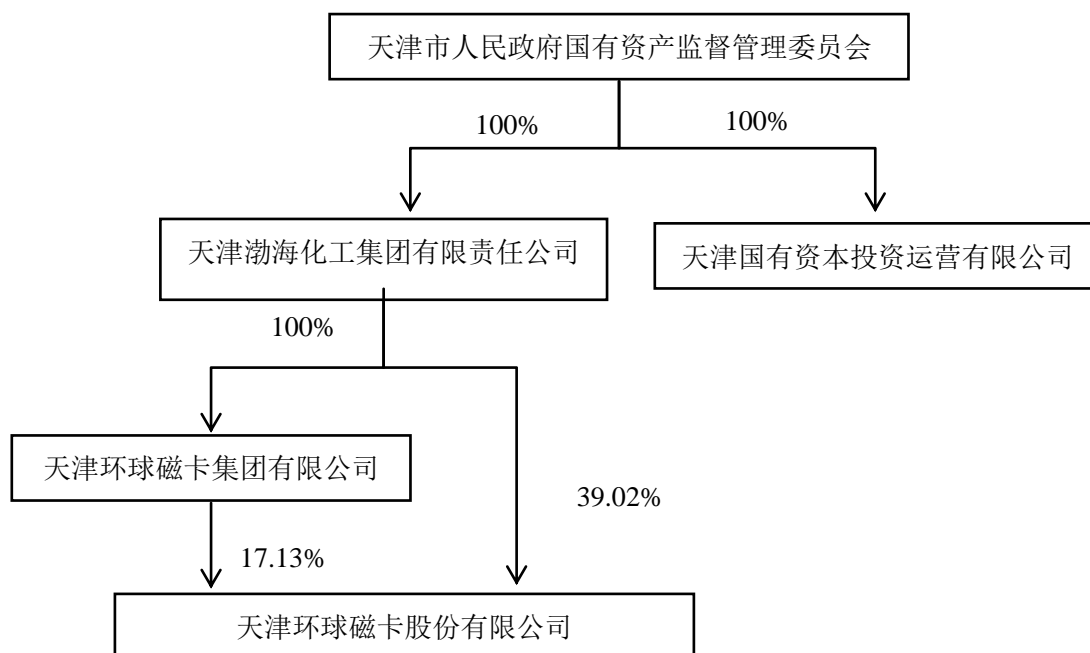 天津市人民政府国有资产监督管理委员会
100%
100%
天津渤海化工集团有限责任公司
天津国有资本投资运营有限公司
100%
天津环球磁卡集团有限公司
39.02%
17.13%
天津环球磁卡股份有限公司